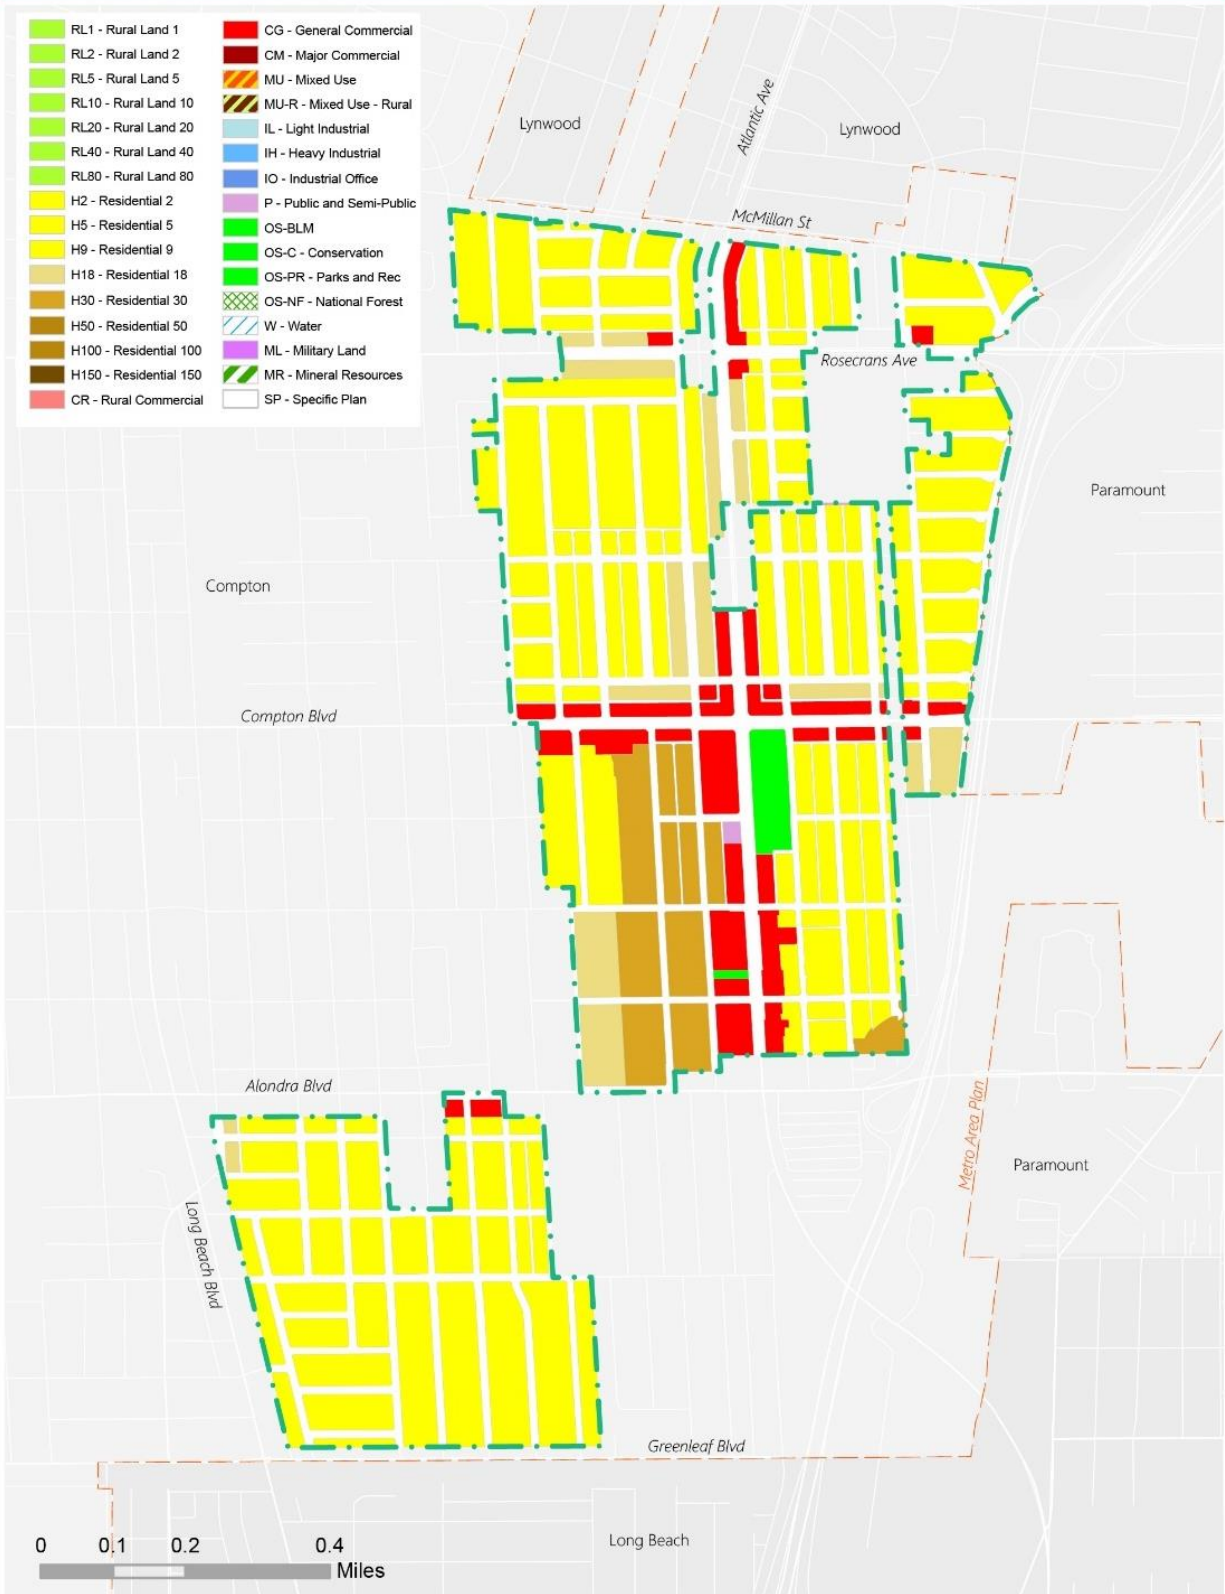 RL1 - Rural Land 1
RL2 - Rural Land 2
RL5 - Rural Land 5
RL10 - Rural Land 10
RL20 - Rural Land 20
RL40 - Rural Land 40
RL80 - Rural Land 80
H2 - Residential 2
H5 - Residential 5
H9 - Residential 9
H18 - Residential 18
H30 - Residential 30
H50 - Residential 50
H100 - Residential 100
H150 - Residential 150
CR - Rural Commercial
CG - General Commercial
CM - Major Commercial
MU - Mixed Use
MU-R - Mixed Use - Rural
IL - Light Industrial
IH - Heavy Industrial
IO - Industrial Office
P - Public and Semi-Public
OS-BLM
OS-C - Conservation
OS-PR - Parks and Rec
OS-NF - National Forest
W - Water
ML - Military Land
MR - Mineral Resources
SP - Specific Plan
Lynwood
Atlantic Ave
Lynwood
McMillan St
Rosecrans Ave
Paramount
Compton
Compton Blvd
Alondra Blvd
Metro Area Plan
Paramount
Long Beach Blvd
Greenleaf Blvd
Long Beach
0 0.1 0.2 0.4
Miles